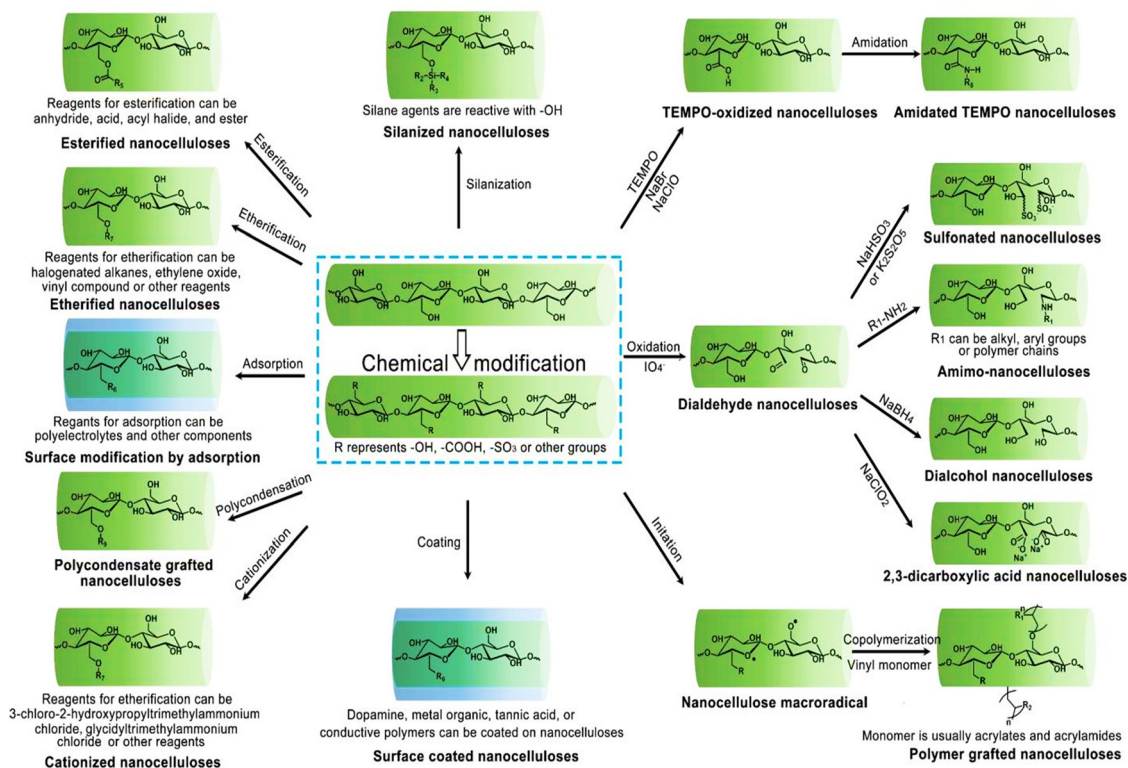 Reagents for esterification can be
anhydride, acid, acyl halide, and ester
Esterified nanocelluloses
Esterification
Silane agents are reactive with -OH
Silanized nanocelluloses
Silanization
TEMPO-oxidized nanocelluloses
TEMPO
NaBr
NaClO
Amidation
Amidated TEMPO nanocelluloses
Etherification
Reagents for etherification can be
halogenated alkanes, ethylene oxide,
vinyl compound or other reagents
Etherified nanocelluloses
Adsorption
Regants for adsorption can be
polyelectrolytes and other components
Surface modification by adsorption
Chemical modification
R represents -OH, -COOH, -SO3 or other groups
Oxidation
IO4-
Dialdehyde nanocelluloses
NaHSO3
or K2S2O5
Sulfonated nanocelluloses
R1-NH2
R1 can be alkyl, aryl groups
or polymer chains
Amimo-nanocelluloses
NaBH4
Dialcohol nanocelluloses
NaClO2
2,3-dicarboxylic acid nanocelluloses
Polycondensation
Polycondensate grafted
nanocelluloses
Cationization
Reagents for etherification can be
3-chloro-2-hydroxypropyltrimethylammonium
chloride, glycidyltrimethylammonium
chloride or other reagents
Cationized nanocelluloses
Coating
Dopamine, metal organic, tannic acid, or
conductive polymers can be coated on nanocelluloses
Surface coated nanocelluloses
Initation
Nanocellulose macroradical
Copolymerization
Vinyl monomer
Monomer is usually acrylates and acrylamides
Polymer grafted nanocelluloses